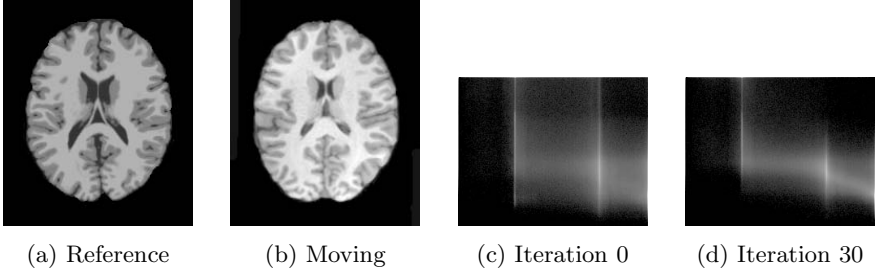 (a) Reference
(b) Moving
(c) Iteration 0
(d) Iteration 30